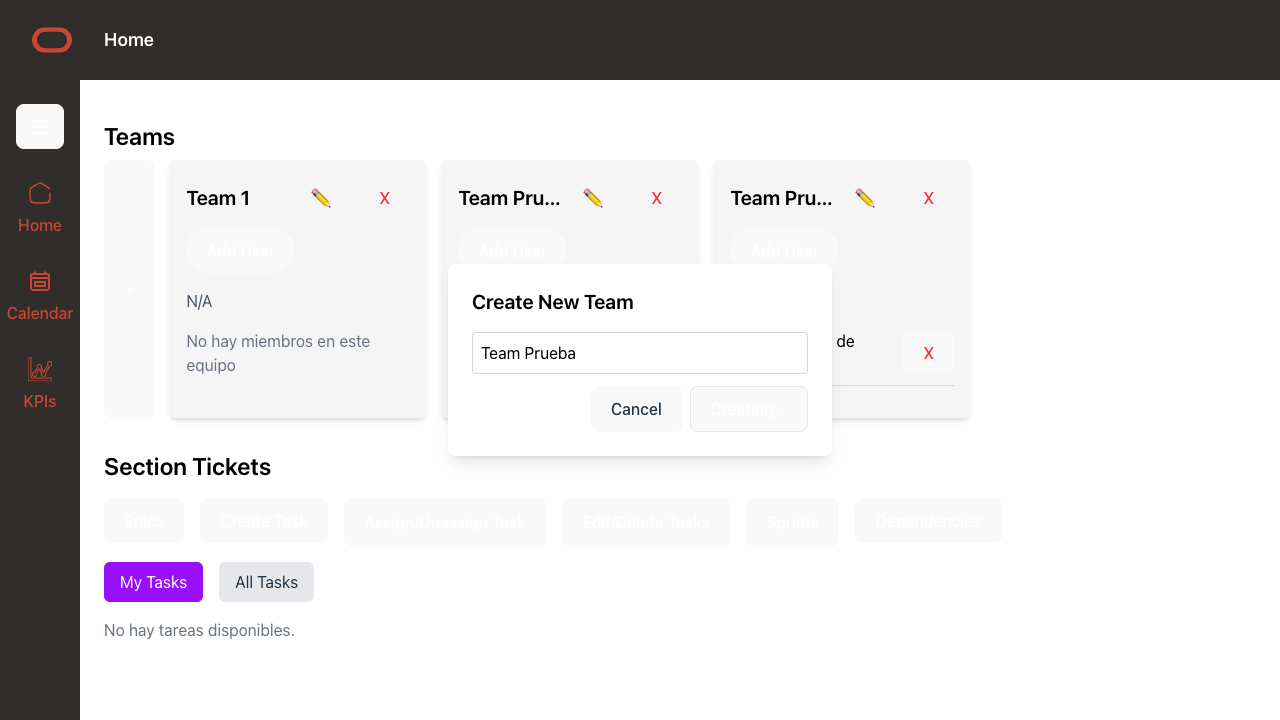 Home
Home
Calendar
KPIs
Teams
+
Team 1 ✏️ X
Add User
N/A
No hay miembros en este
equipo
Team Pru... ✏️ X
Add User
Team Pru... ✏️ X
Add User
de
X
Create New Team
Team Prueba
Cancel
Creating...
Section Tickets
Epics
Create Task
Assign/Unassign Task
Edit/Delete Tasks
Sprints
Dependencies
My Tasks
All Tasks
No hay tareas disponibles.